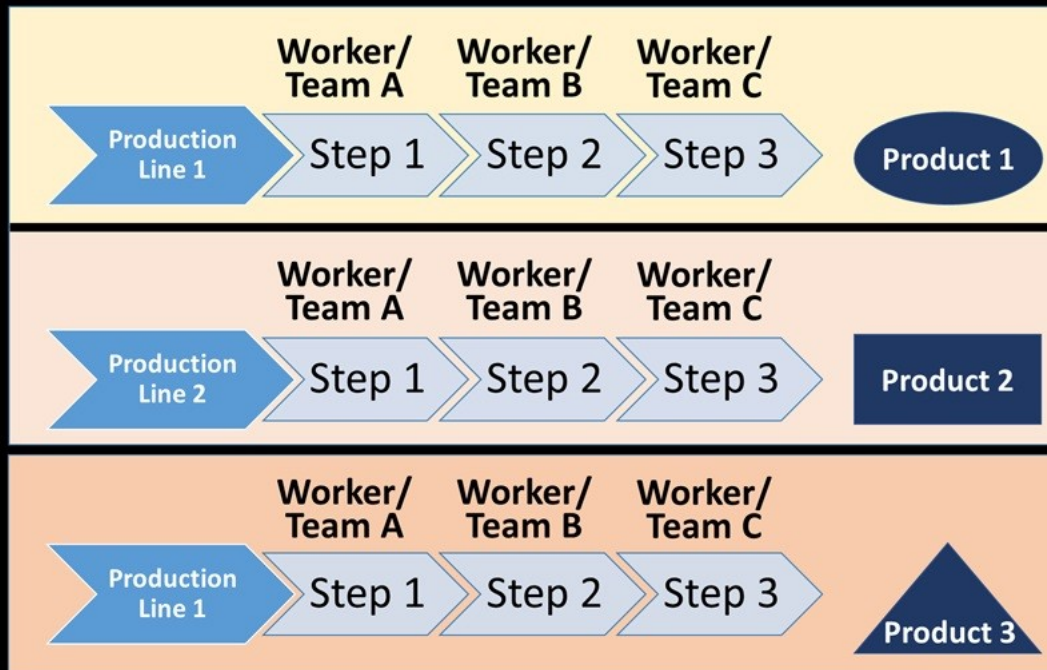 Worker/
Team A
Worker/
Team B
Worker/
Team C
Production
Line 1
Step 1
Step 2
Step 3
Product 1
Worker/
Team A
Worker/
Team B
Worker/
Team C
Production
Line 2
Step 1
Step 2
Step 3
Product 2
Worker/
Team A
Worker/
Team B
Worker/
Team C
Production
Line 1
Step 1
Step 2
Step 3
Product 3